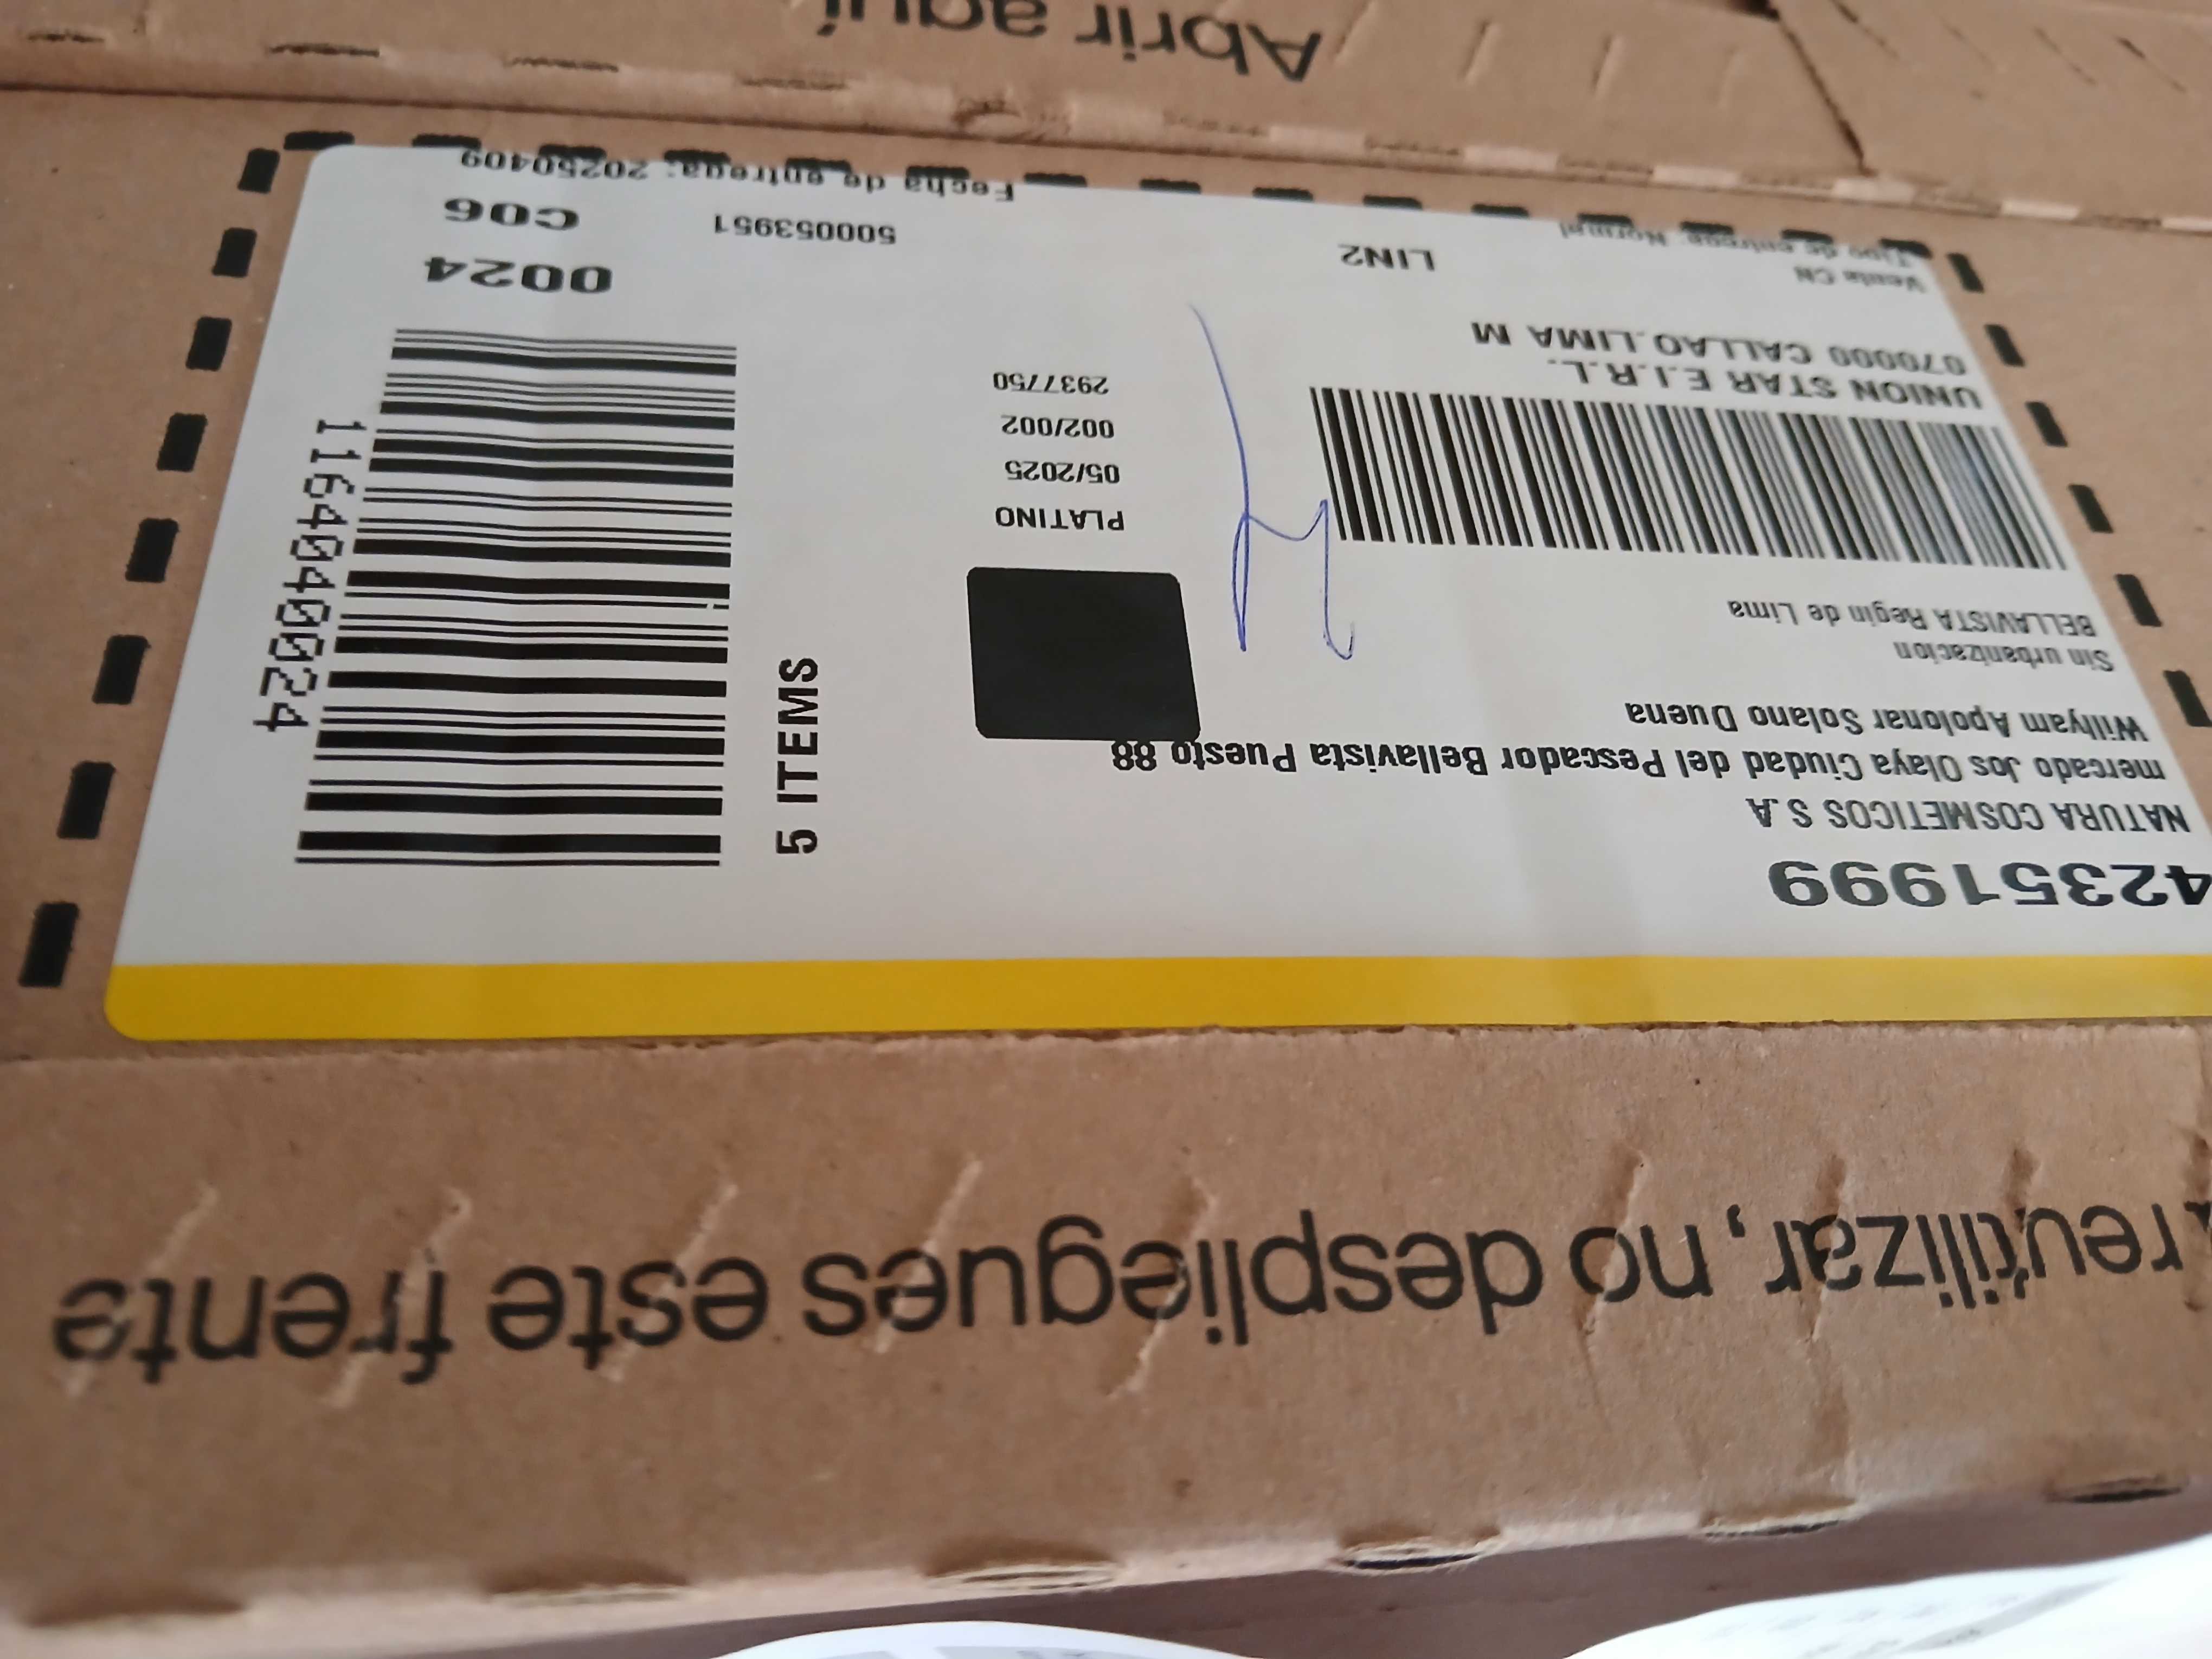 reutilizar, no despliegues este frente
42351999
NATURA COSMETICOS S.A
mercado Jos Olaya Ciudad del Pescador Bellavista Puesto 88
Willyam Apolonar Solano Duena
Sin urbanizacion
BELLAVISTA Regin de Lima
UNION STAR E.I.R.L..
070000 CALLAO.LIMA M
Venta CN
Tipo de entrega: Normal
LIN2
PLATINO
05/2025
002/002
2937750
5 ITEMS
11640400024
0024
C06
500053951
Fecha de entrega: 20250409
Abrir aquí